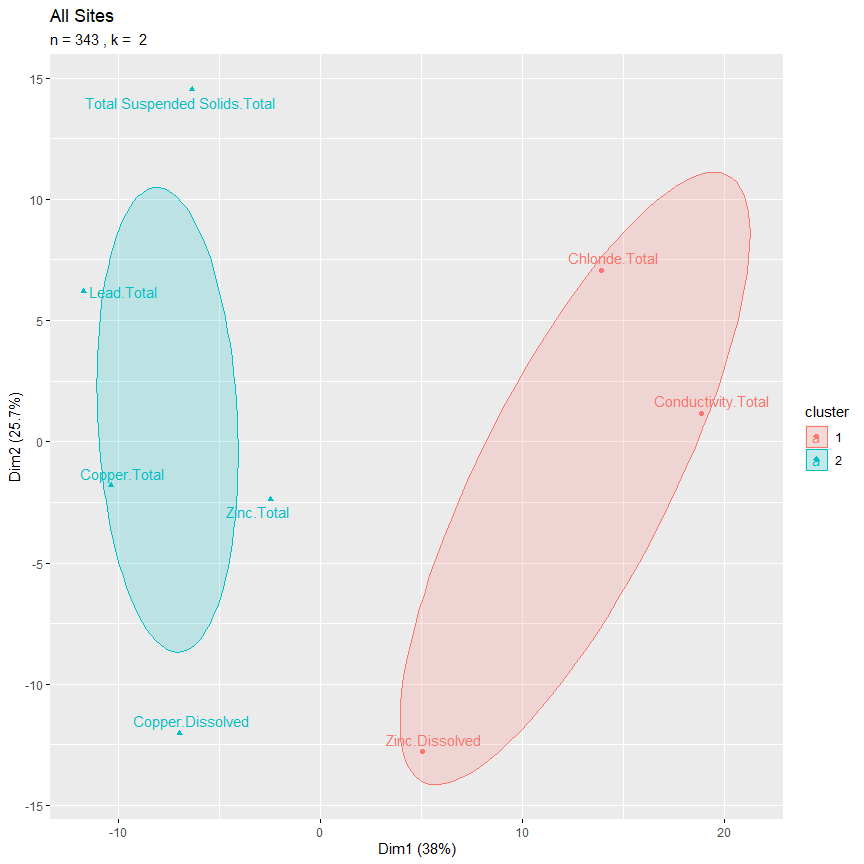 All Sites
n = 343 , k =  2
15
10
5
0
-5
-10
-15
Dim2 (25.7%)
Total Suspended Solids.Total
Chloride.Total
Lead.Total
Conductivity.Total
Copper.Total
Zinc.Total
Copper.Dissolved
Zinc.Dissolved
-10
0
10
20
Dim1 (38%)
cluster
a 1
a 2